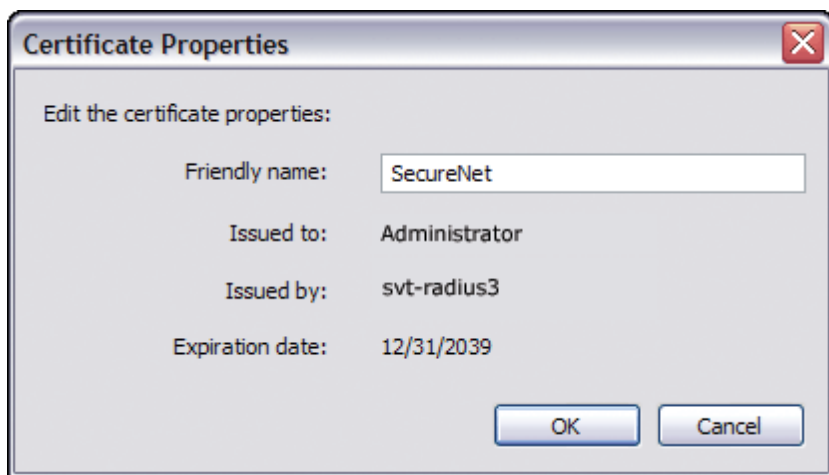 Certificate Properties
Edit the certificate properties:
Friendly name: SecureNet
Issued to: Administrator
Issued by: svt-radius3
Expiration date: 12/31/2039
OK Cancel